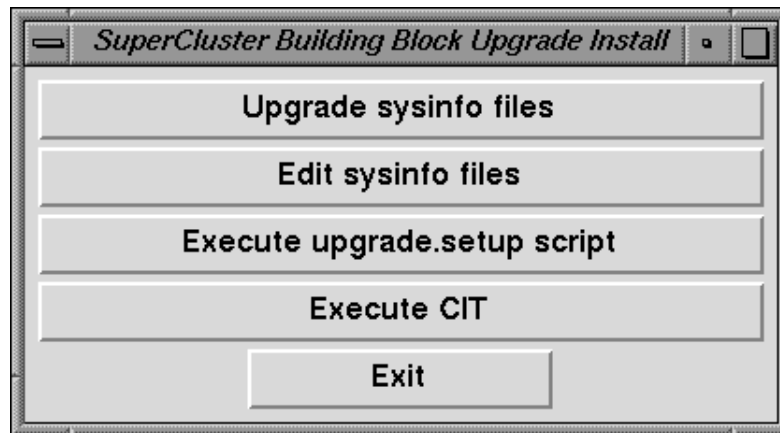 SuperCluster Building Block Upgrade Install
Upgrade sysinfo files
Edit sysinfo files
Execute upgrade.setup script
Execute CIT
Exit